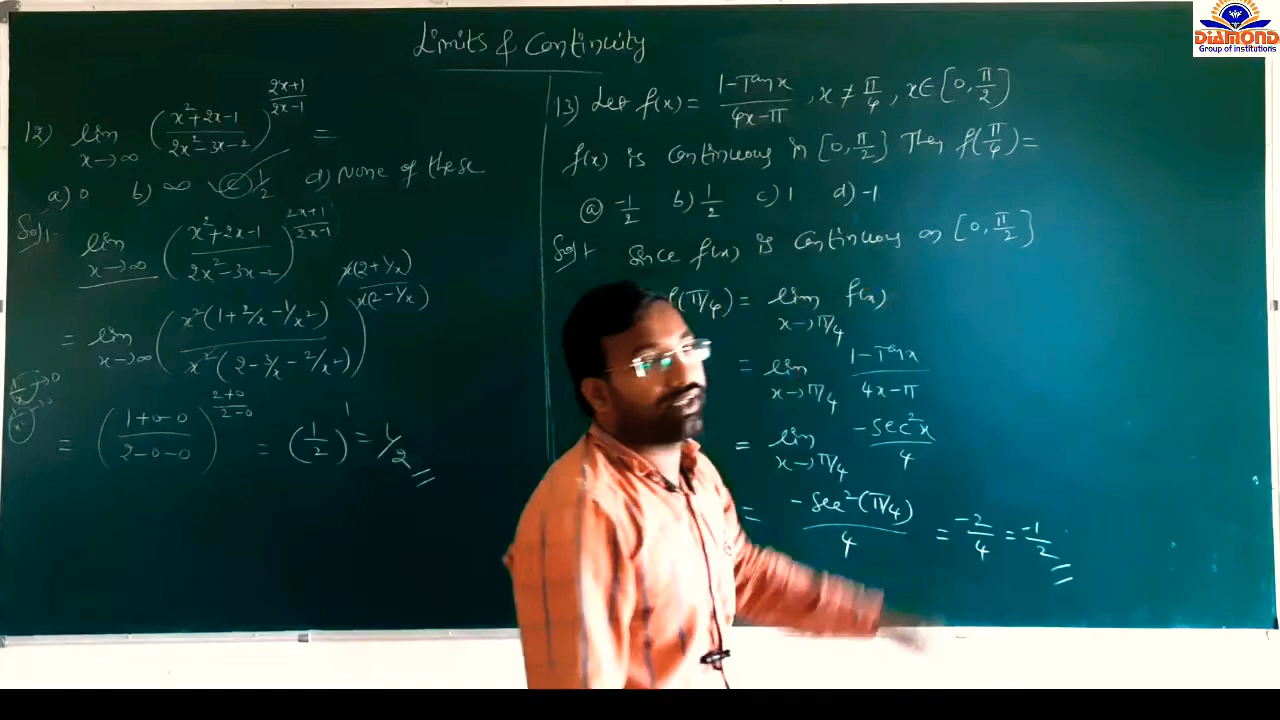 DIAMOND
Group of institutions
Limits & Continuity
12) lim x→∞ ((x²+2x-1)/(2x²-3x-2))^((2x+1)/(2x-1)) =
a) 0 b) ∞ c) 1/2 d) None of these
Sol:-
lim x→∞ ((x²+2x-1)/(2x²-3x-2))^((2x+1)/(2x-1))
= lim x→∞ (x²(1+2/x-1/x²)/x²(2-3/x-2/x²))^(x(2+1/x)/x(2-1/x))
1/x→0
= ((1+0-0)/(2-0-0))^((2+0)/(2-0)) = (1/2)^1 = 1/2
13) Let f(x) = (1-Tanx)/(4x-π), x ≠ π/4, x∈[0, π/2]
f(x) is continuous in [0, π/2] Then f(π/4) =
a) -1/2 b) 1/2 c) 1 d) -1
Sol: Since f(x) is continuous on [0, π/2]
f(π/4) = lim x→π/4 f(x)
= lim x→π/4 (1-Tanx)/(4x-π)
= lim x→π/4 -sec²x/4
= -sec²(π/4)/4 = -2/4 = -1/2